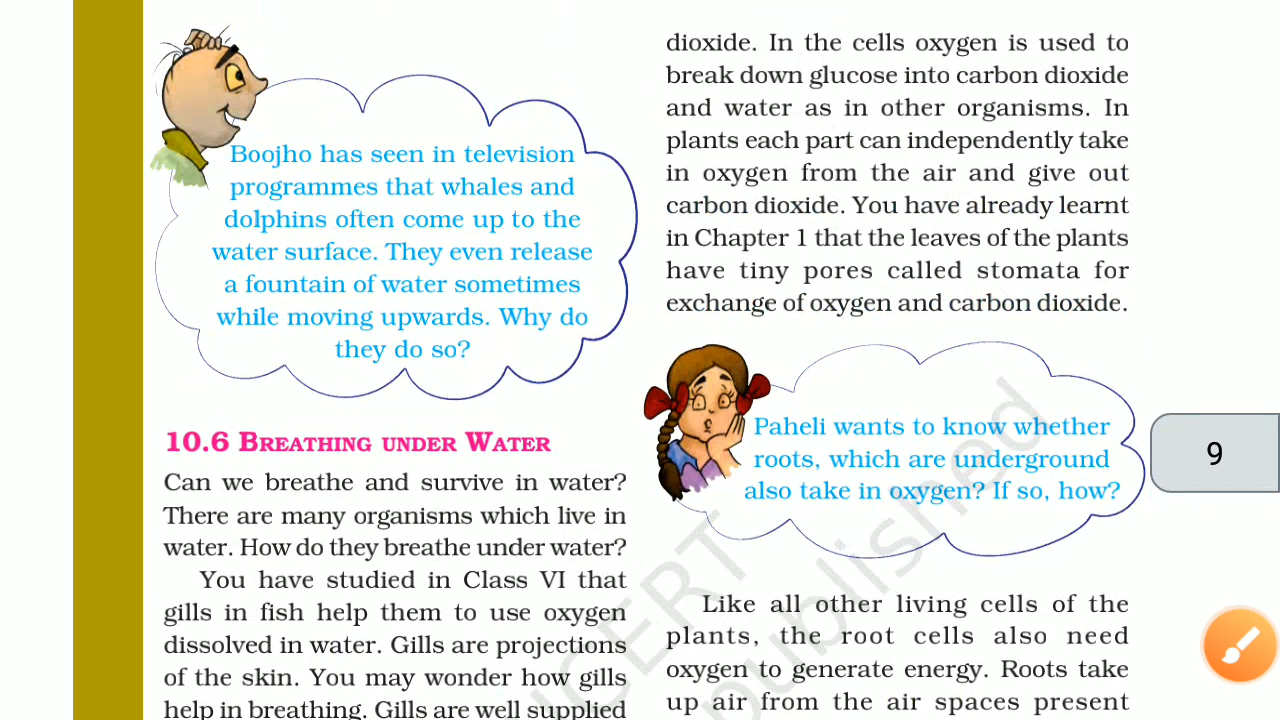 Boojho has seen in television
programmes that whales and
dolphins often come up to the
water surface. They even release
a fountain of water sometimes
while moving upwards. Why do
they do so?
10.6 BREATHING UNDER WATER
Can we breathe and survive in water?
There are many organisms which live in
water. How do they breathe under water?
You have studied in Class VI that
gills in fish help them to use oxygen
dissolved in water. Gills are projections
of the skin. You may wonder how gills
help in breathing. Gills are well supplied
dioxide. In the cells oxygen is used to
break down glucose into carbon dioxide
and water as in other organisms. In
plants each part can independently take
in oxygen from the air and give out
carbon dioxide. You have already learnt
in Chapter 1 that the leaves of the plants
have tiny pores called stomata for
exchange of oxygen and carbon dioxide.
Paheli wants to know whether
roots, which are underground
also take in oxygen? If so, how?
Like all other living cells of the
plants, the root cells also need
oxygen to generate energy. Roots take
up air from the air spaces present
9
NCERT
published